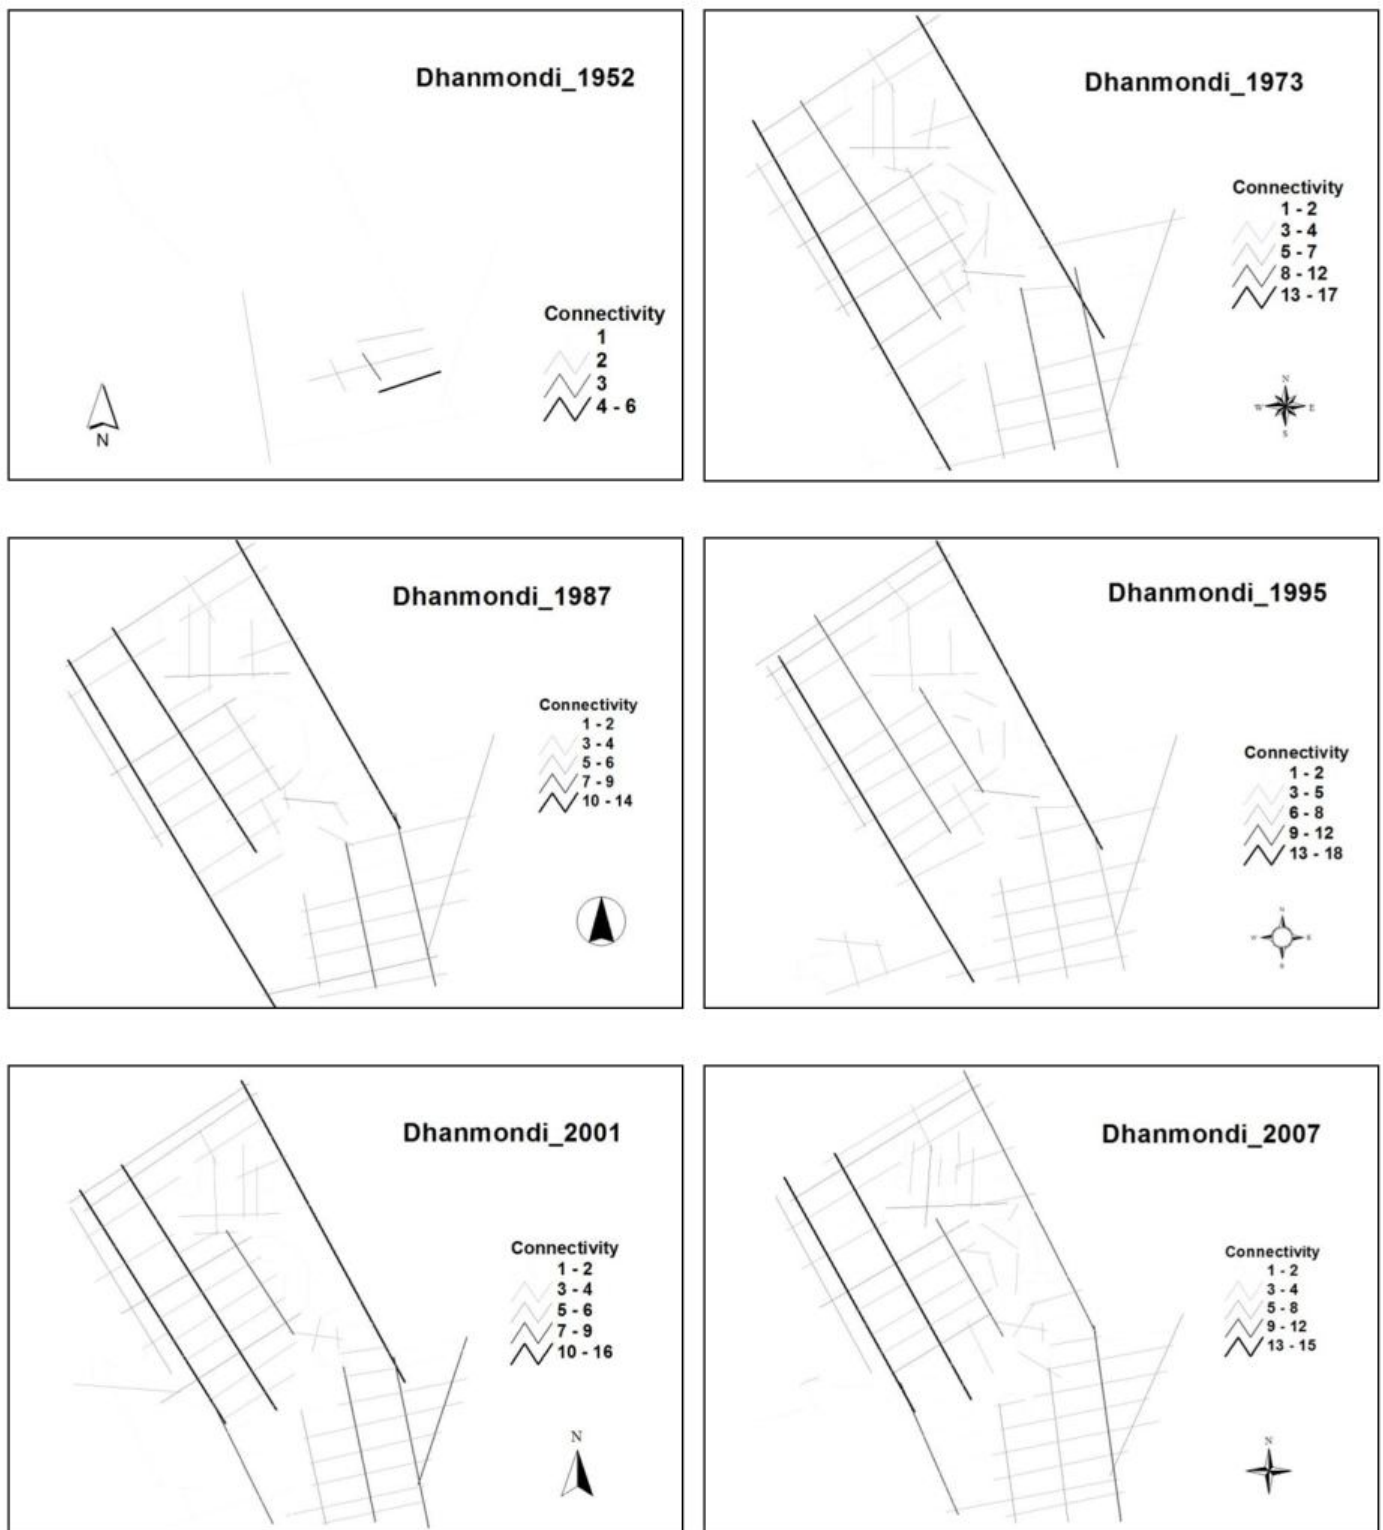 Dhanmondi_1952
Connectivity
1
2
3
4 - 6
N
Dhanmondi_1973
Connectivity
1 - 2
3 - 4
5 - 7
8 - 12
13 - 17
N
W E
S
Dhanmondi_1987
Connectivity
1 - 2
3 - 4
5 - 6
7 - 9
10 - 14
Dhanmondi_1995
Connectivity
1 - 2
3 - 5
6 - 8
9 - 12
13 - 18
N
W E
S
Dhanmondi_2001
Connectivity
1 - 2
3 - 4
5 - 6
7 - 9
10 - 16
N
Dhanmondi_2007
Connectivity
1 - 2
3 - 4
5 - 8
9 - 12
13 - 15
N